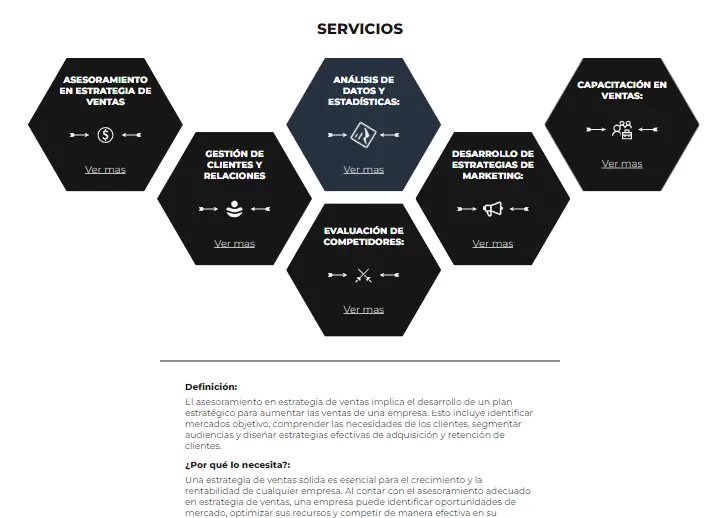 SERVICIOS
ASESORAMIENTO
EN ESTRATEGIA DE
VENTAS
Ver mas
GESTIÓN DE
CLIENTES Y
RELACIONES
Ver mas
ANÁLISIS DE
DATOS Y
ESTADÍSTICAS:
Ver mas
EVALUACIÓN DE
COMPETIDORES:
Ver mas
DESARROLLO DE
ESTRATEGIAS DE
MARKETING:
Ver mas
CAPACITACIÓN EN
VENTAS:
Ver mas
Definición:
El asesoramiento en estrategia de ventas implica el desarrollo de un plan
estratégico para aumentar las ventas de una empresa. Esto incluye identificar
mercados objetivo, comprender las necesidades de los clientes, segmentar
audiencias y diseñar estrategias efectivas de adquisición y retención de
clientes.
¿Por qué lo necesita?:
Una estrategia de ventas sólida es esencial para el crecimiento y la
rentabilidad de cualquier empresa. Al contar con el asesoramiento adecuado
en estrategia de ventas, una empresa puede identificar oportunidades de
mercado, optimizar sus recursos y competir de manera efectiva en su